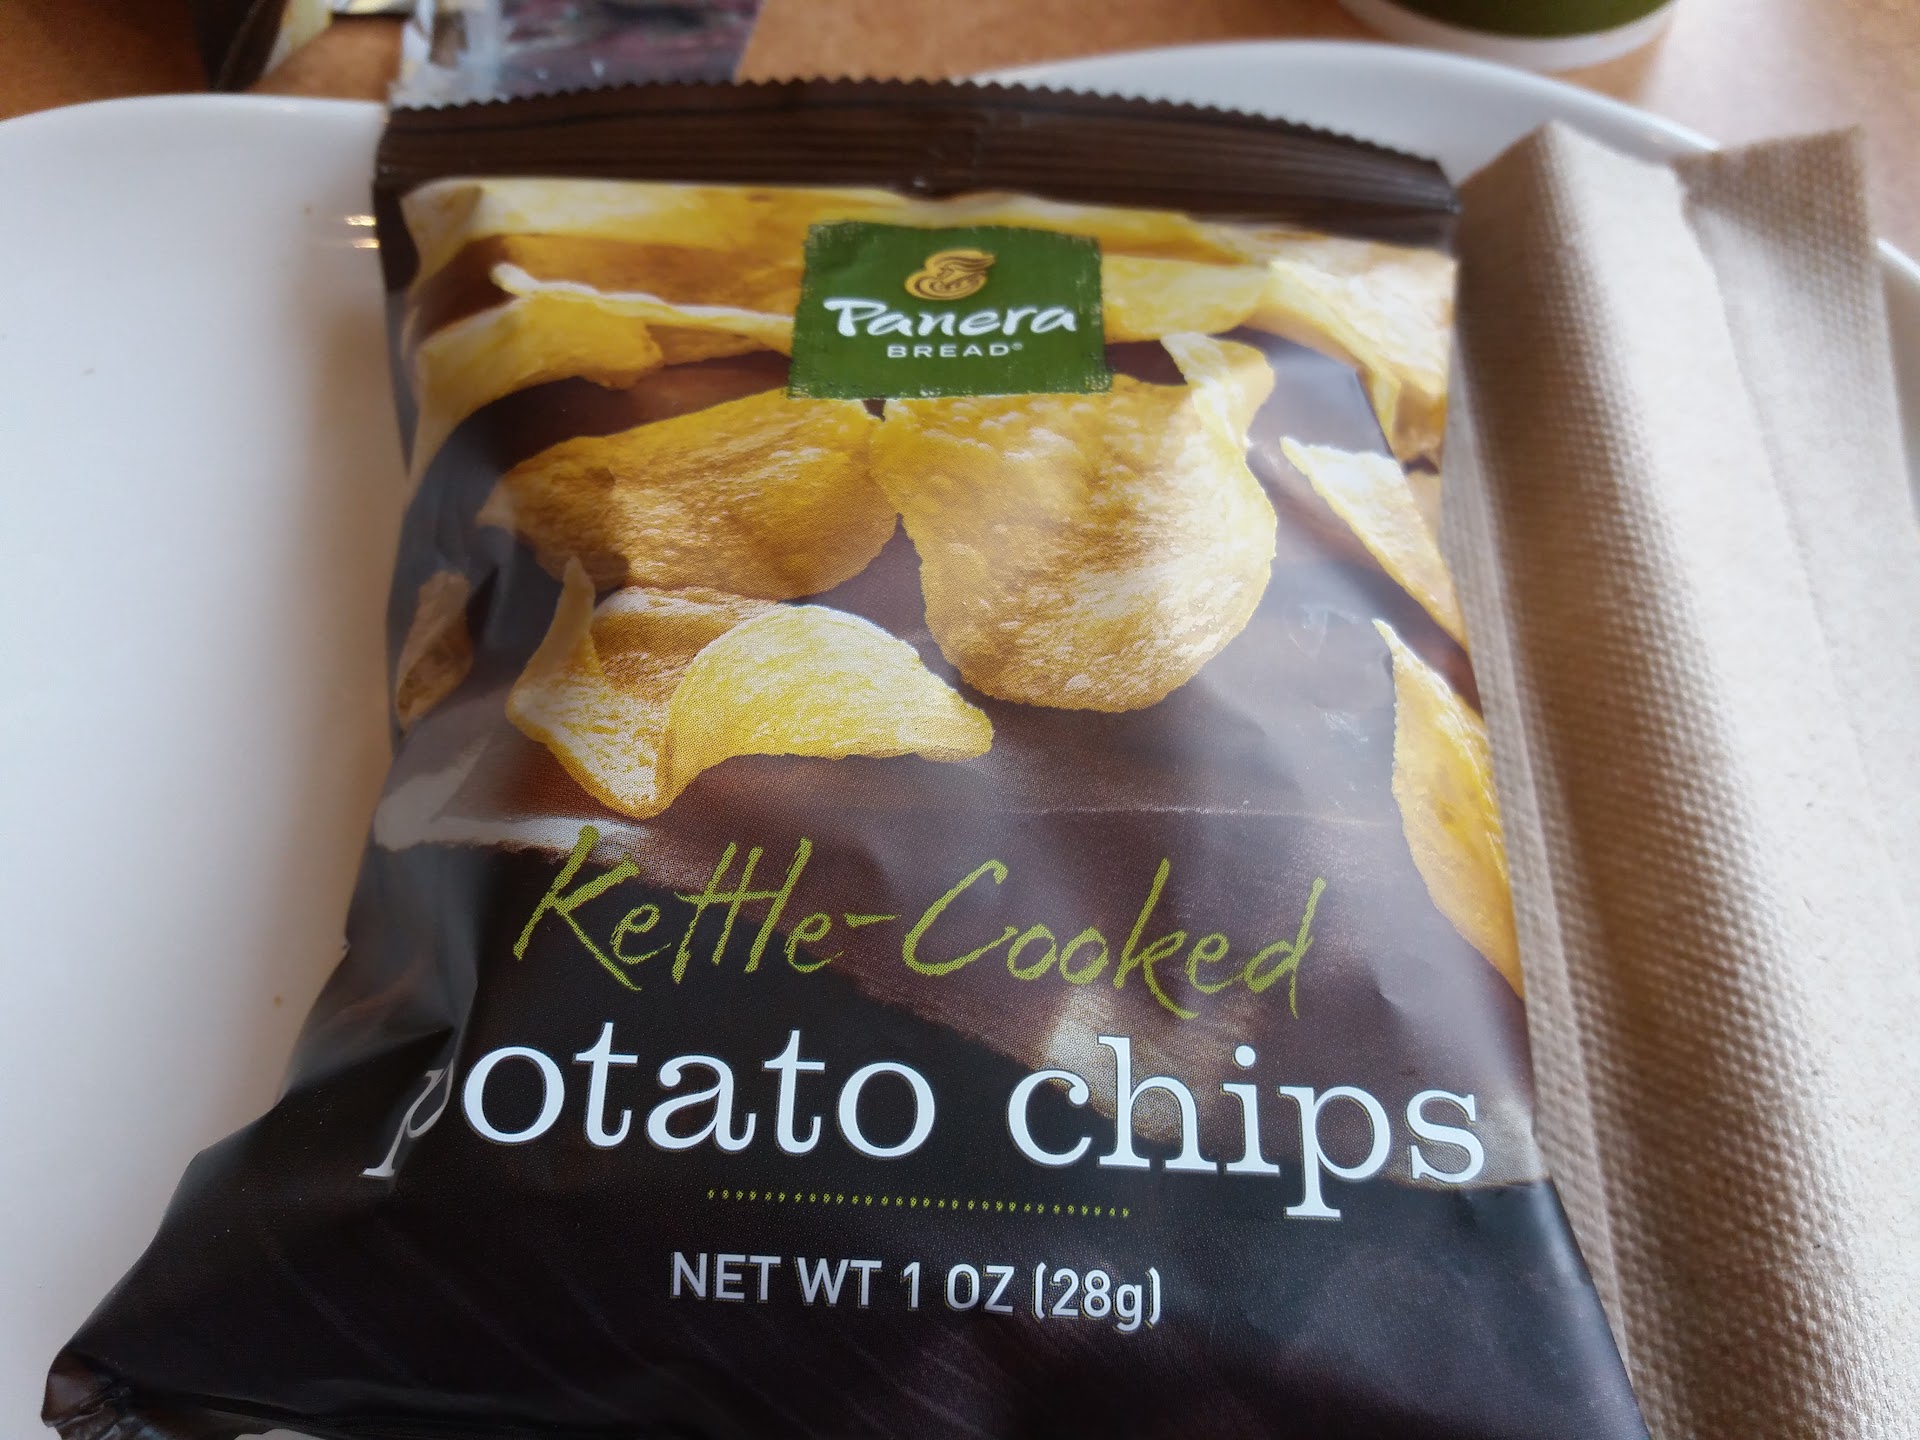 Panera
BREAD®
Kettle-Cooked
potato chips
NET WT 1 OZ (28g)